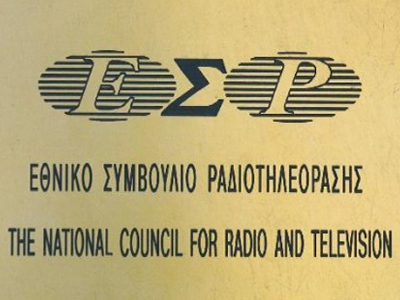 ΕΣΡ
ΕΘΝΙΚΟ ΣΥΜΒΟΥΛΙΟ ΡΑΔΙΟΤΗΛΕΟΡΑΣΗΣ
THE NATIONAL COUNCIL FOR RADIO AND TELEVISION